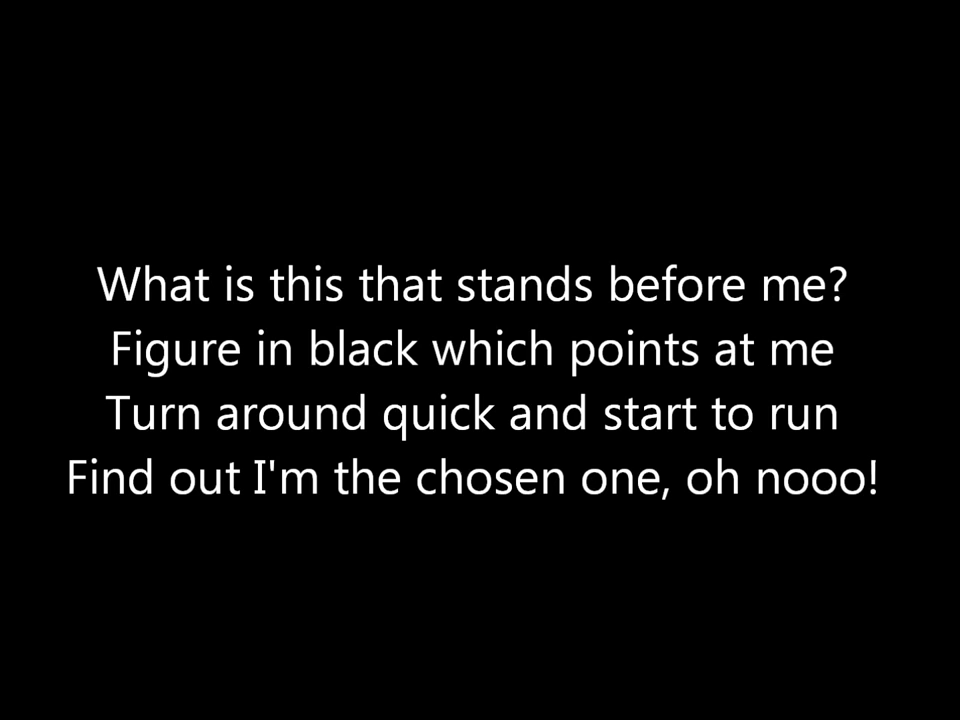 What is this that stands before me?
Figure in black which points at me
Turn around quick and start to run
Find out I'm the chosen one, oh nooo!